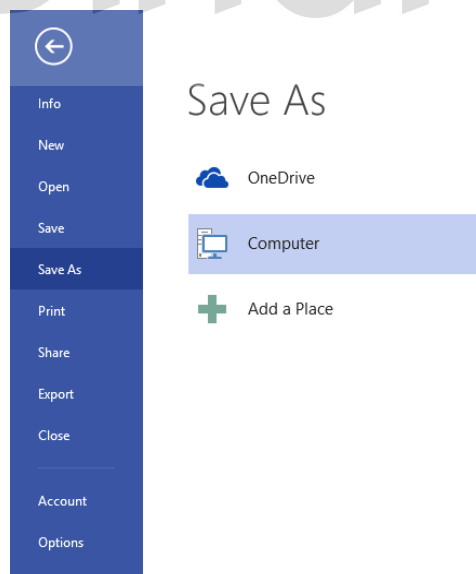 Info
New
Open
Save
Save As
Print
Share
Export
Close
Account
Options
Save As
OneDrive
Computer
Add a Place